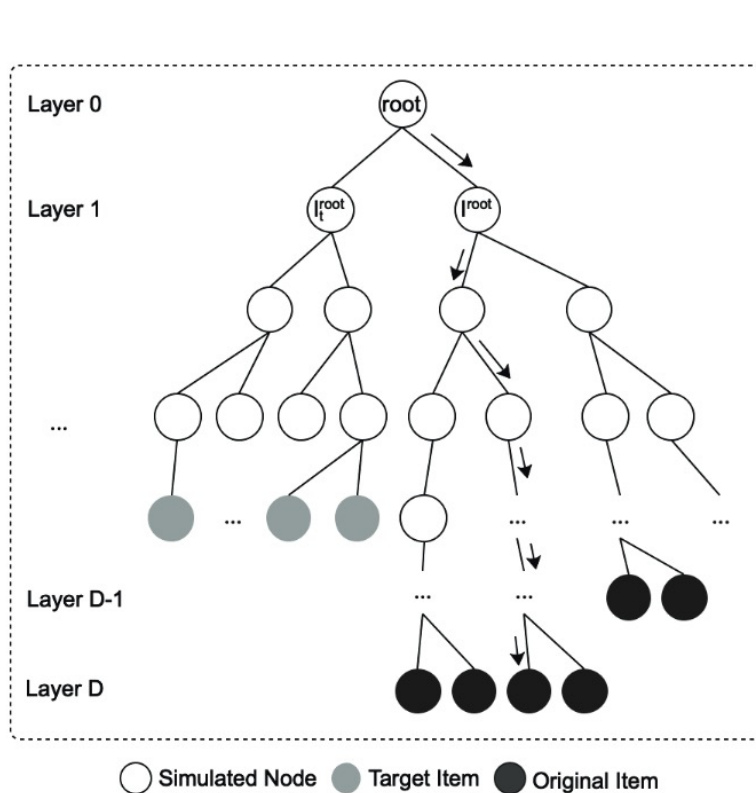 Layer 0
root
Layer 1
I_t^root
I^root
...
...
...
...
...
Layer D-1
...
...
Layer D
Simulated Node
Target Item
Original Item